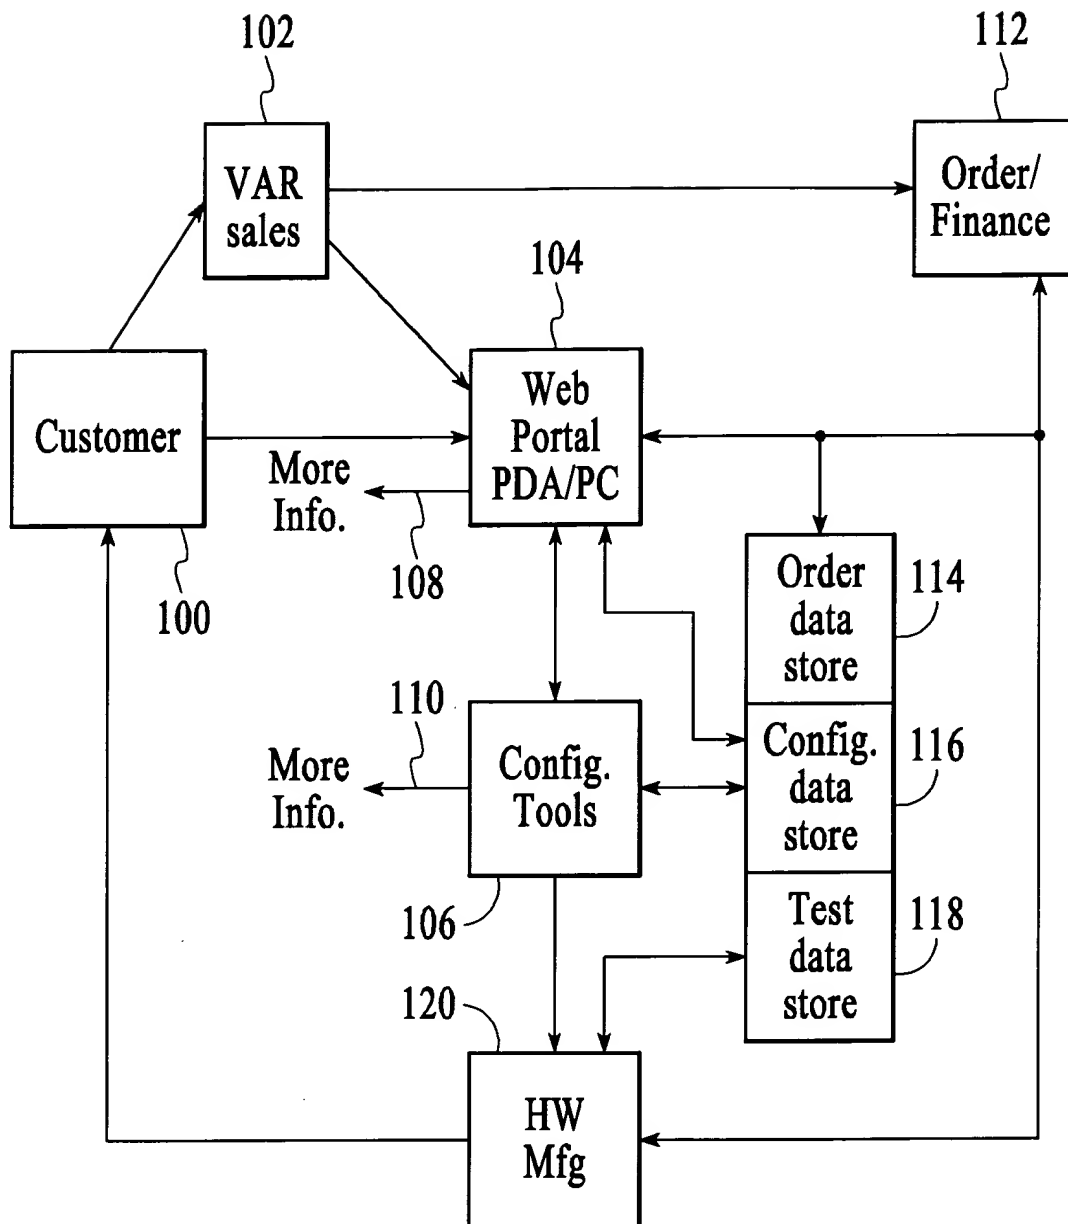 102
112
VAR
sales
Order/
Finance
104
Web
Portal
PDA/PC
Customer
More
Info.
108
100
Order
data
store
114
110
More
Info.
Config.
Tools
Config.
data
store
116
106
Test
data
store
118
120
HW
Mfg